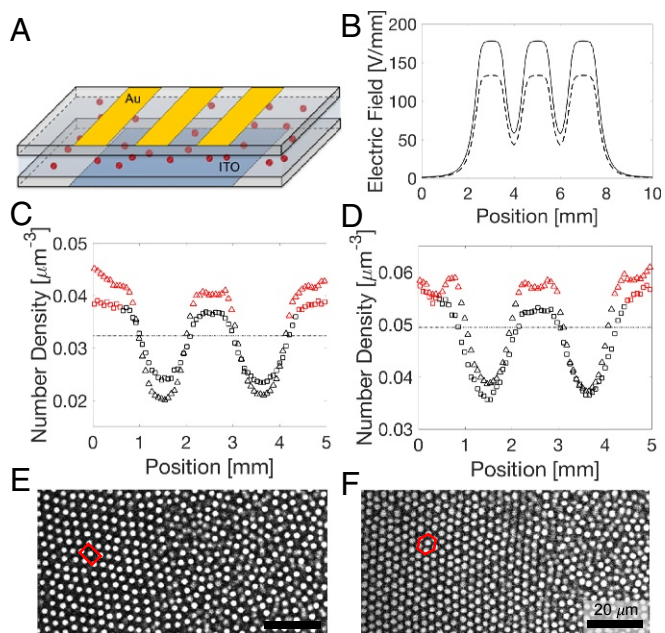 A
Au
ITO
B
Electric Field [V/mm]
200
150
100
50
0
0 2 4 6 8 10
Position [mm]
C
Number Density [μm⁻³]
0.05
0.04
0.03
0.02
0 1 2 3 4 5
Position [mm]
D
Number Density [μm⁻³]
0.06
0.05
0.04
0.03
0 1 2 3 4 5
Position [mm]
E
F
20 μm